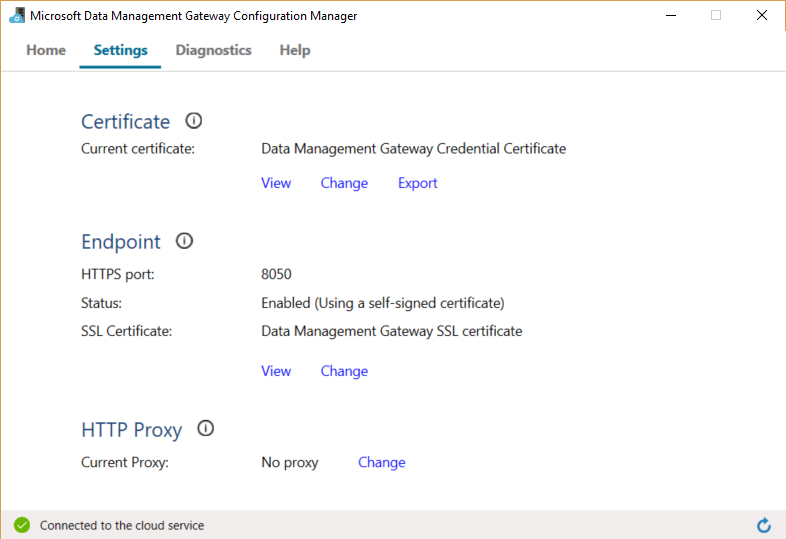 Microsoft Data Management Gateway Configuration Manager
Home Settings Diagnostics Help
Certificate
Current certificate: Data Management Gateway Credential Certificate
View Change Export
Endpoint
HTTPS port: 8050
Status: Enabled (Using a self-signed certificate)
SSL Certificate: Data Management Gateway SSL certificate
View Change
HTTP Proxy
Current Proxy: No proxy Change
Connected to the cloud service